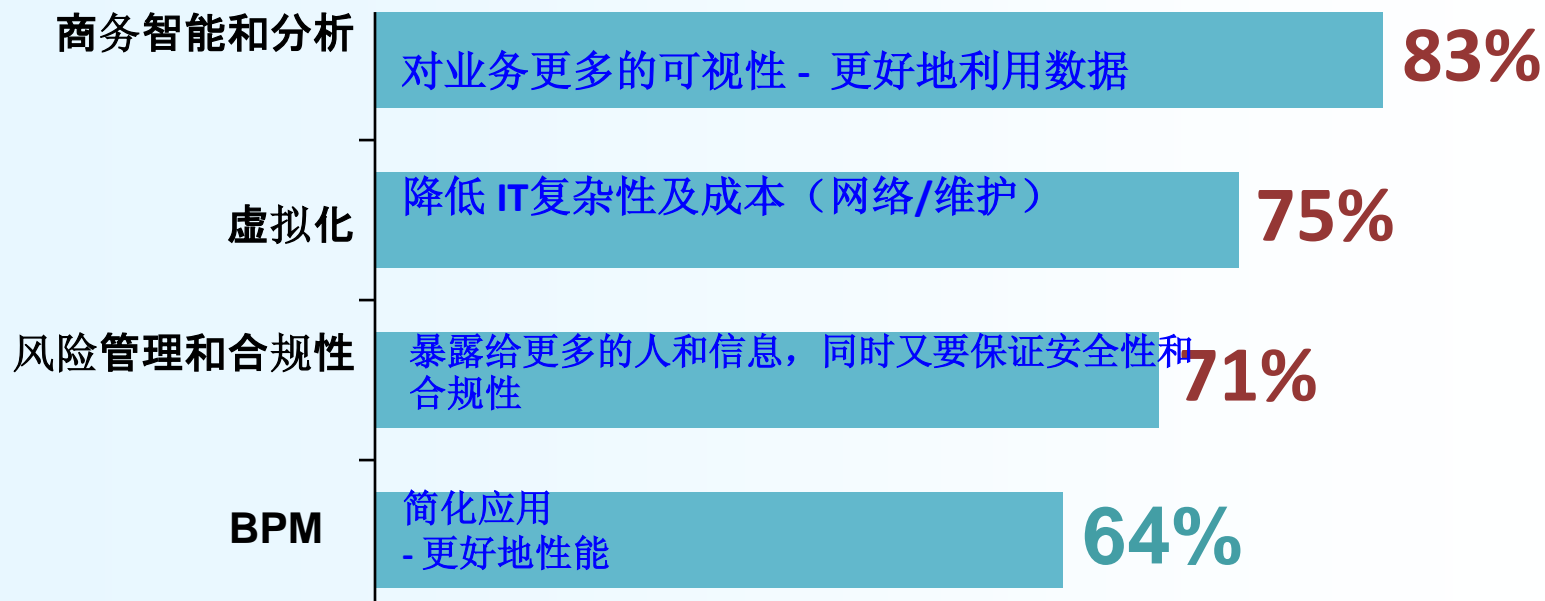 商务智能和分析
对业务更多的可视性 - 更好地利用数据
83%
虚拟化
降低 IT复杂性及成本（网络/维护）
75%
风险管理和合规性
暴露给更多的人和信息，同时又要保证安全性和
合规性
71%
BPM
简化应用
- 更好地性能
64%